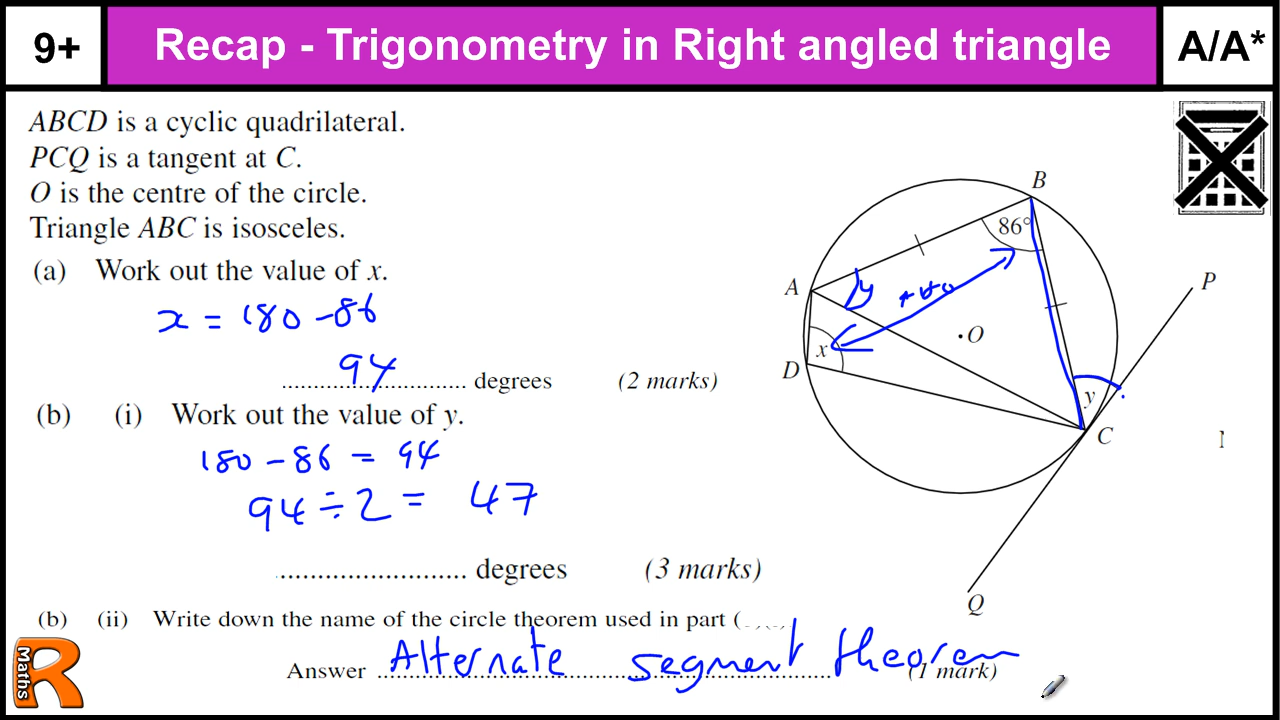 9+
Recap - Trigonometry in Right angled triangle
A/A*
ABCD is a cyclic quadrilateral.
PCQ is a tangent at C.
O is the centre of the circle.
Triangle ABC is isosceles.
(a) Work out the value of x.
x = 180 - 86
94
degrees (2 marks)
(b) (i) Work out the value of y.
180 - 86 = 94
94 ÷ 2 = 47
degrees (3 marks)
(b) (ii) Write down the name of the circle theorem used in part (
Answer Alternate segment theorem (1 mark)
R
Maths
B
86°
A
y
180
x
D
O
P
y
C
Q